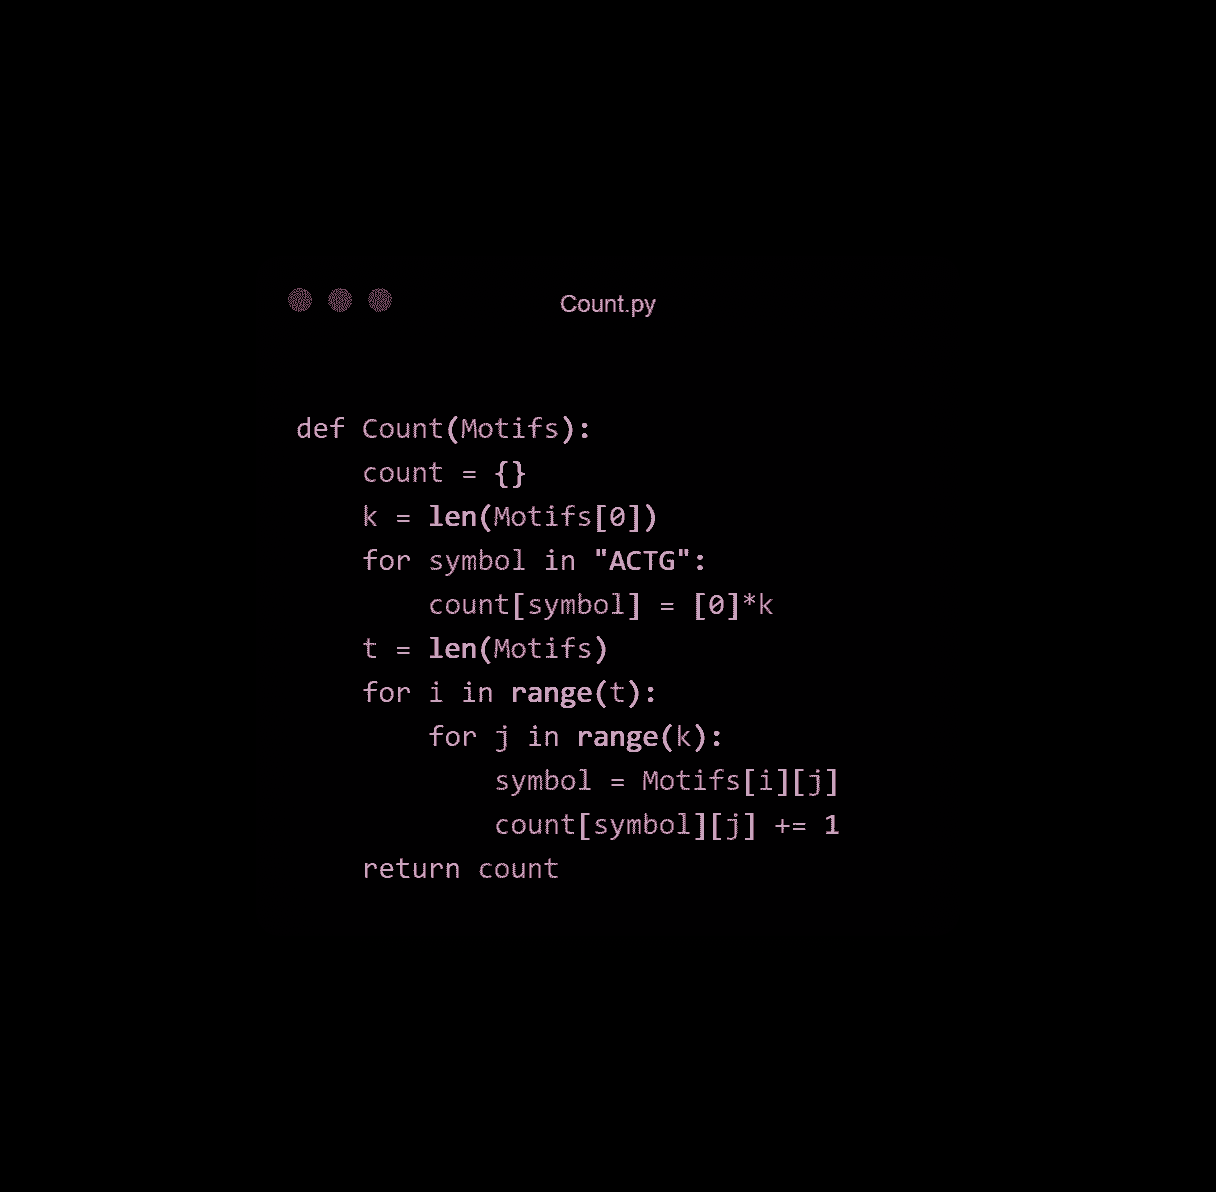 Count.py
def Count(Motifs):
    count = {}
    k = len(Motifs[0])
    for symbol in "ACTG":
        count[symbol] = [0]*k
    t = len(Motifs)
    for i in range(t):
        for j in range(k):
            symbol = Motifs[i][j]
            count[symbol][j] += 1
    return count